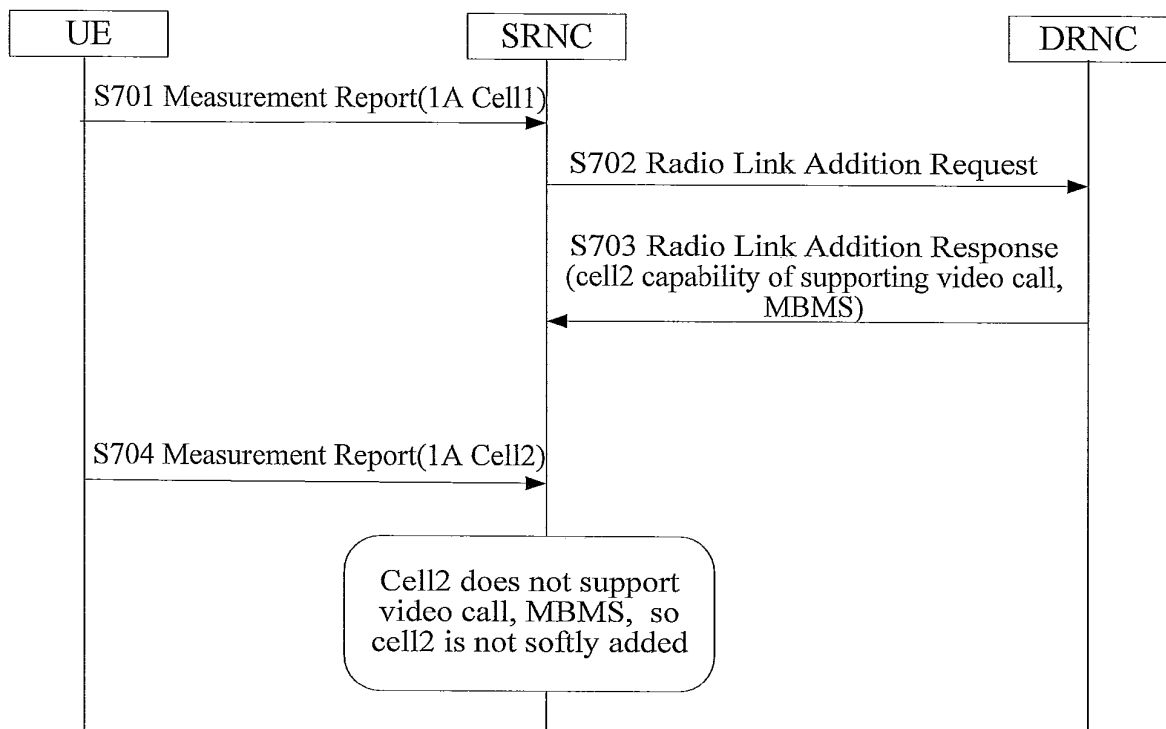 UE
SRNC
DRNC
S701 Measurement Report(1A Cell1)
S702 Radio Link Addition Request
S703 Radio Link Addition Response
(cell2 capability of supporting video call,
MBMS)
S704 Measurement Report(1A Cell2)
Cell2 does not support
video call, MBMS, so
cell2 is not softly added